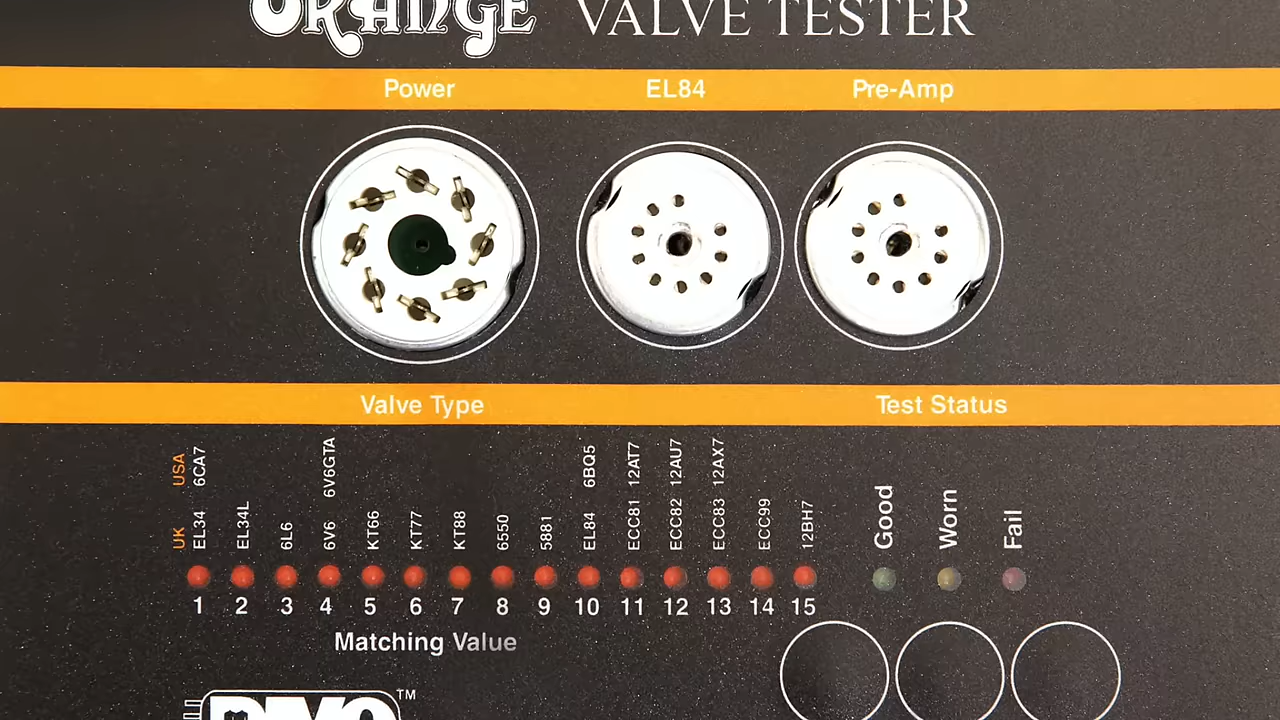 ORANGE VALVE TESTER
Power EL84 Pre-Amp
Valve Type Test Status
USA 6CA7 6V6GTA 6BQ5 12AT7 12AU7 12AX7
UK EL34 EL34L 6L6 6V6 KT66 KT77 KT88 6550 5881 EL84 ECC81 ECC82 ECC83 ECC99 12BH7 Good Worn Fail
1 2 3 4 5 6 7 8 9 10 11 12 13 14 15
Matching Value
TM